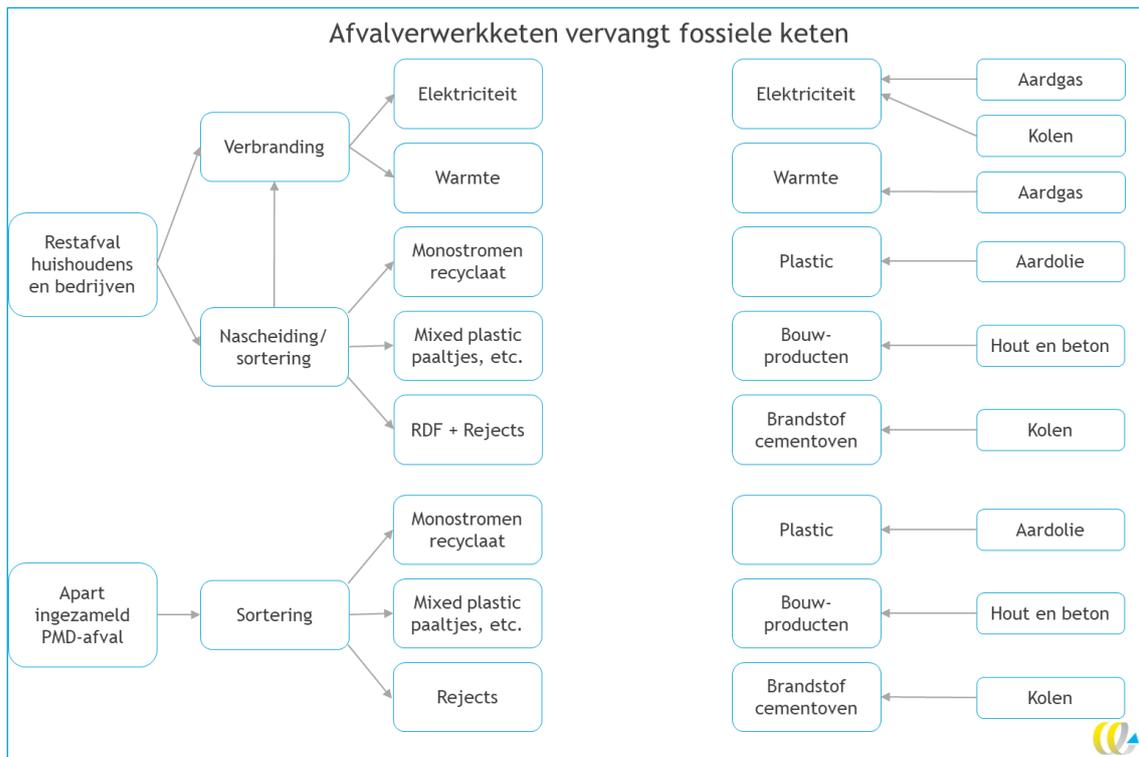 Afvalverwerkketen vervangt fossiele keten
Restafval
huishoudens
en bedrijven
Verbranding
Nascheiding/
sortering
Elektriciteit
Warmte
Monostromen
recyclaat
Mixed plastic
paaltjes, etc.
RDF + Rejects
Elektriciteit
Warmte
Plastic
Bouw-
producten
Brandstof
cementoven
Aardgas
Kolen
Aardgas
Aardolie
Hout en beton
Kolen
Apart
ingezameld
PMD-afval
Sortering
Monostromen
recyclaat
Mixed plastic
paaltjes, etc.
Rejects
Plastic
Bouw-
producten
Brandstof
cementoven
Aardolie
Hout en beton
Kolen